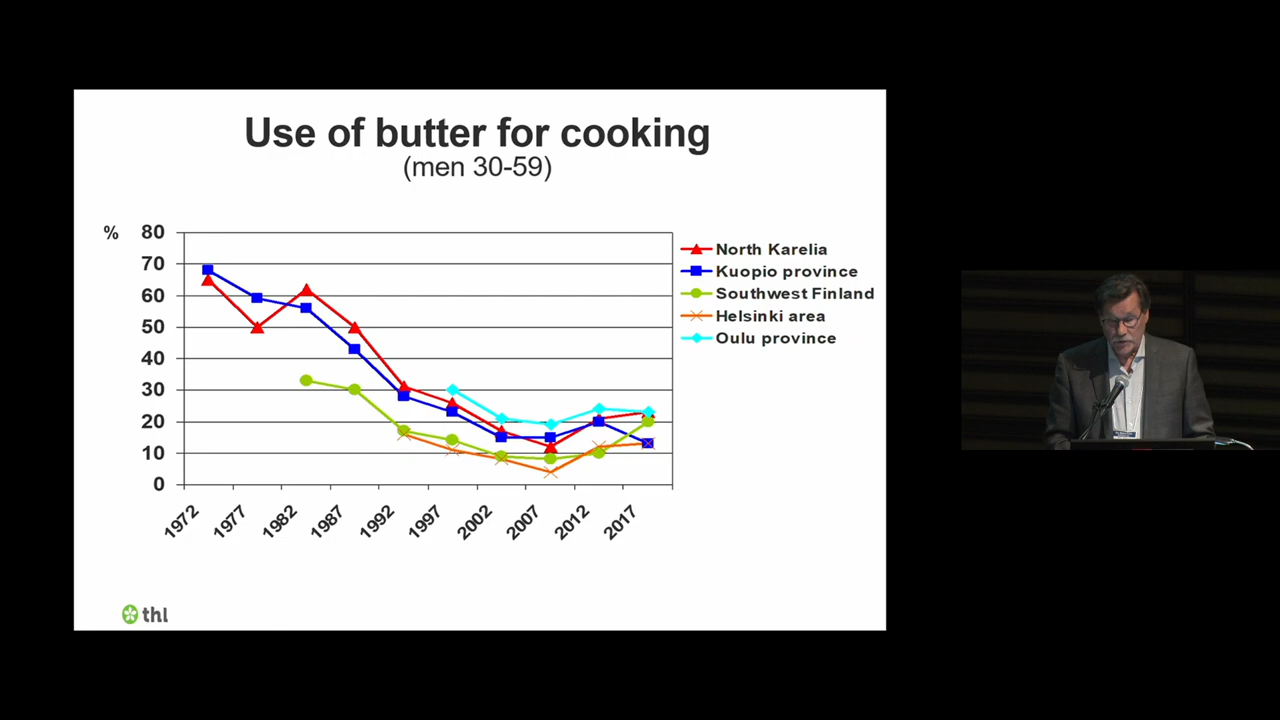 Use of butter for cooking
(men 30-59)
%
80
70
60
50
40
30
20
10
0
1972
1977
1982
1987
1992
1997
2002
2007
2012
2017
North Karelia
Kuopio province
Southwest Finland
Helsinki area
Oulu province
thl